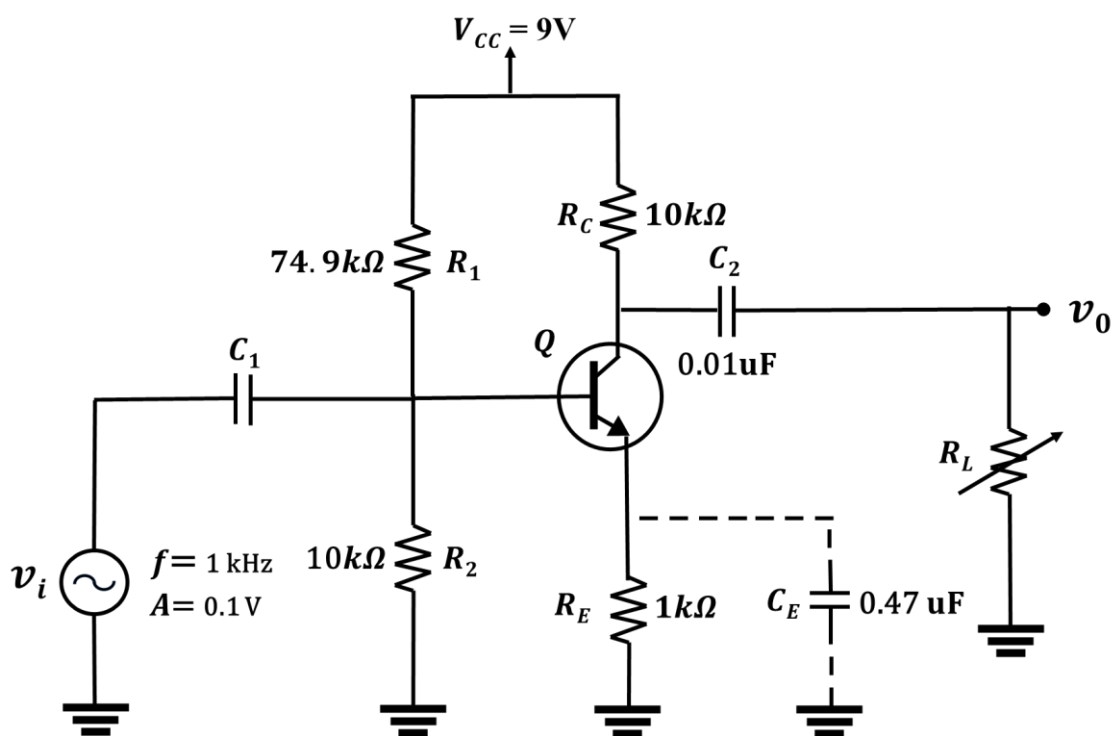 V_CC = 9V
R_C 10kΩ
74.9kΩ R_1
C_2
v_0
0.01uF
Q
C_1
R_L
v_i
f= 1 kHz
A= 0.1 V
10kΩ R_2
R_E 1kΩ
C_E 0.47 uF